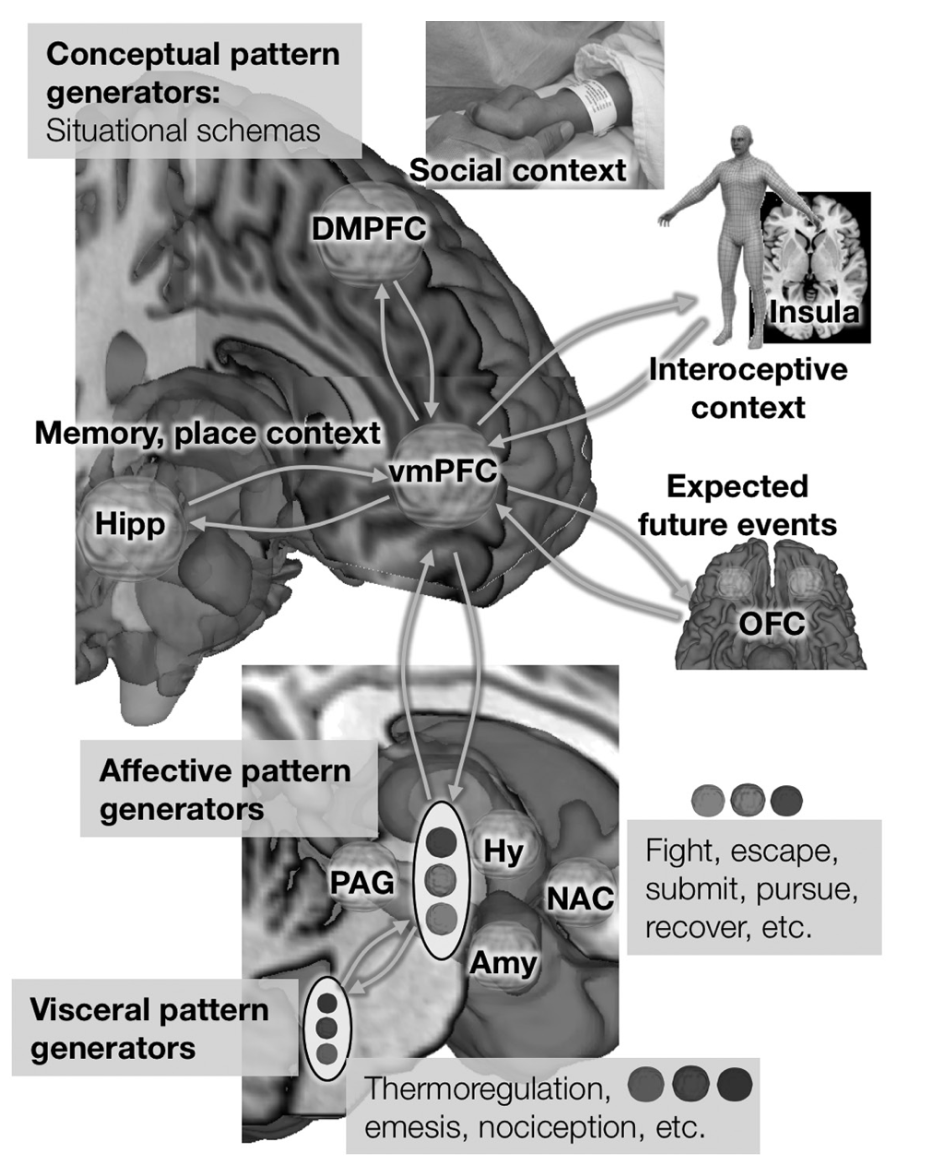 Conceptual pattern
generators:
Situational schemas
Social context
DMPFC
Insula
Interoceptive
context
Memory, place context
vmPFC
Hipp
Expected
future events
OFC
Affective pattern
generators
Hy
PAG
NAC
Amy
Fight, escape,
submit, pursue,
recover, etc.
Visceral pattern
generators
Thermoregulation,
emesis, nociception, etc.